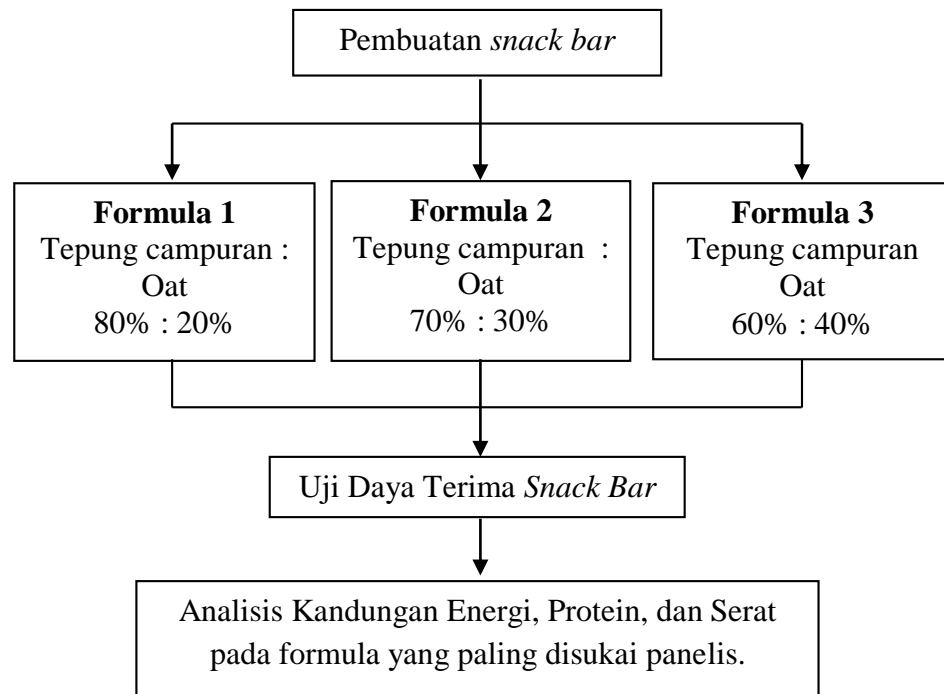 Pembuatan snack bar
Formula 1
Tepung campuran :
Oat
80% : 20%
Formula 2
Tepung campuran  :
Oat
70% : 30%
Formula 3
Tepung campuran
Oat
60% : 40%
Uji Daya Terima Snack Bar
Analisis Kandungan Energi, Protein, dan Serat
pada formula yang paling disukai panelis.